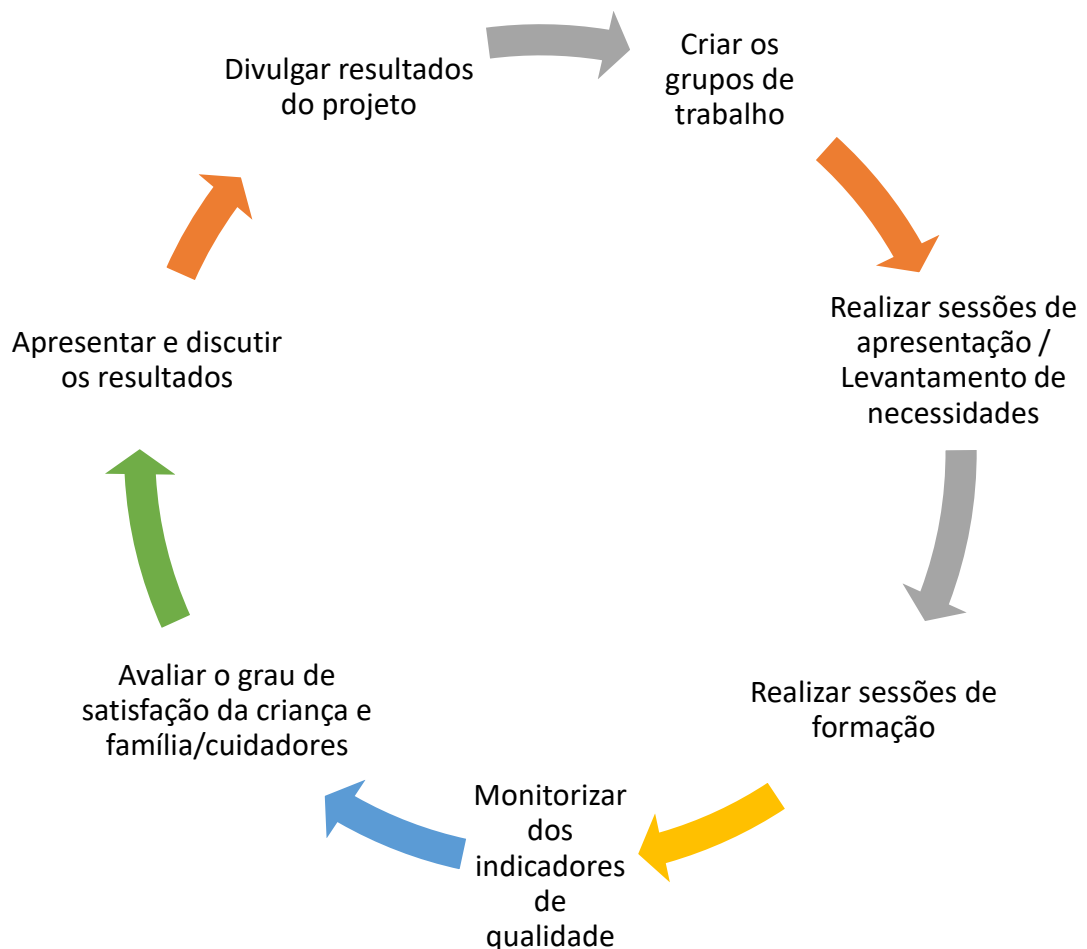 Criar os
grupos de
trabalho
Realizar sessões de
apresentação /
Levantamento de
necessidades
Realizar sessões de
formação
Monitorizar
dos
indicadores
de
qualidade
Avaliar o grau de
satisfação da criança e
família/cuidadores
Apresentar e discutir
os resultados
Divulgar resultados
do projeto